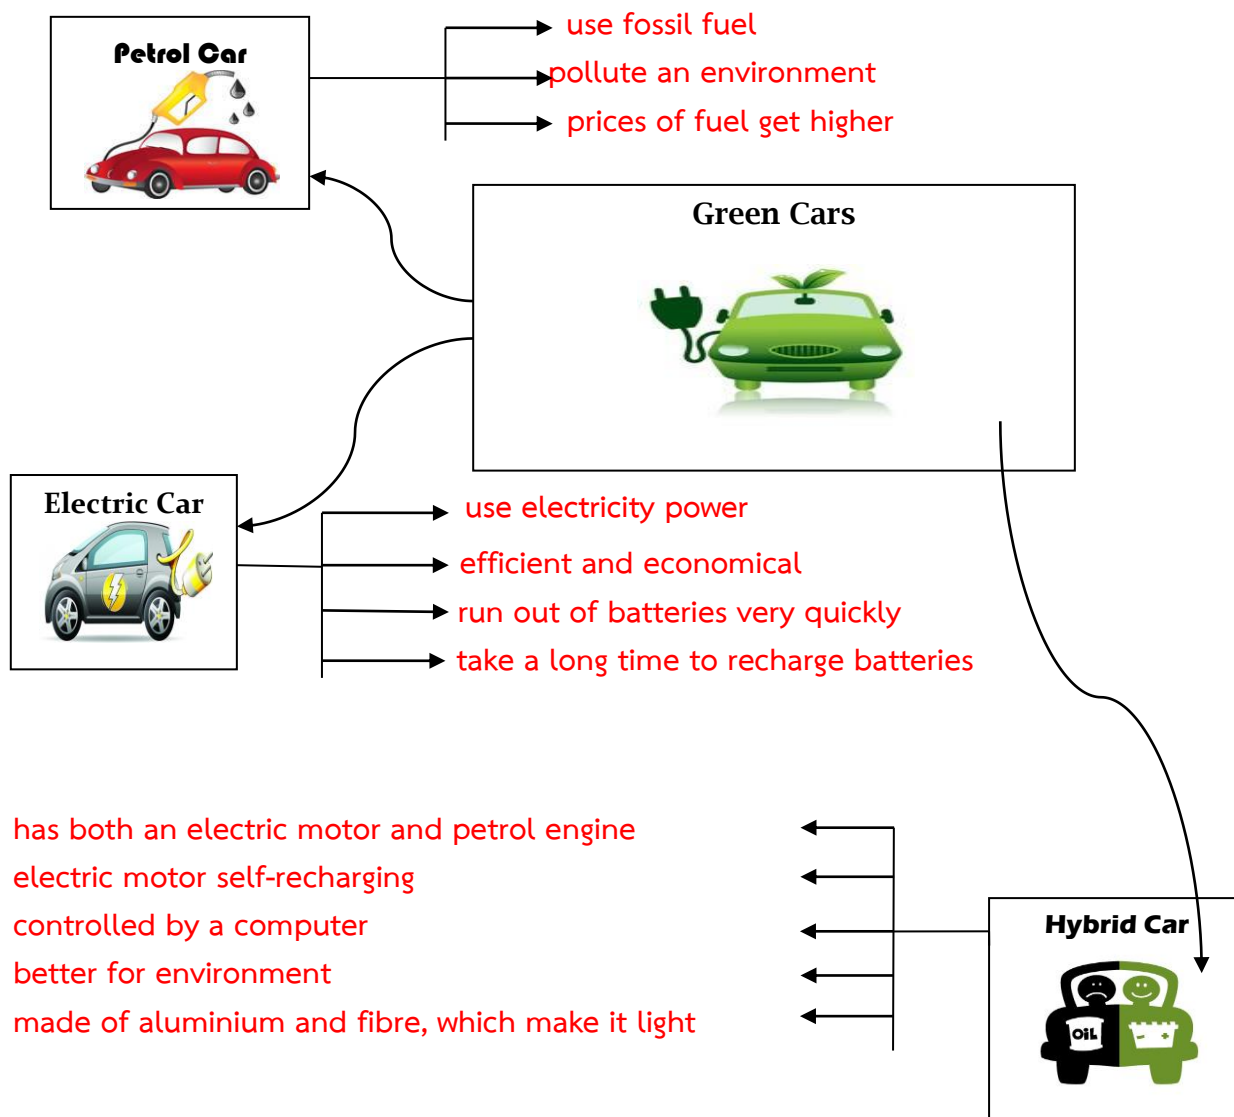 Petrol Car
use fossil fuel
pollute an environment
prices of fuel get higher
Green Cars
Electric Car
use electricity power
efficient and economical
run out of batteries very quickly
take a long time to recharge batteries
has both an electric motor and petrol engine
electric motor self-recharging
controlled by a computer
better for environment
made of aluminium and fibre, which make it light
Hybrid Car
OiL
- +